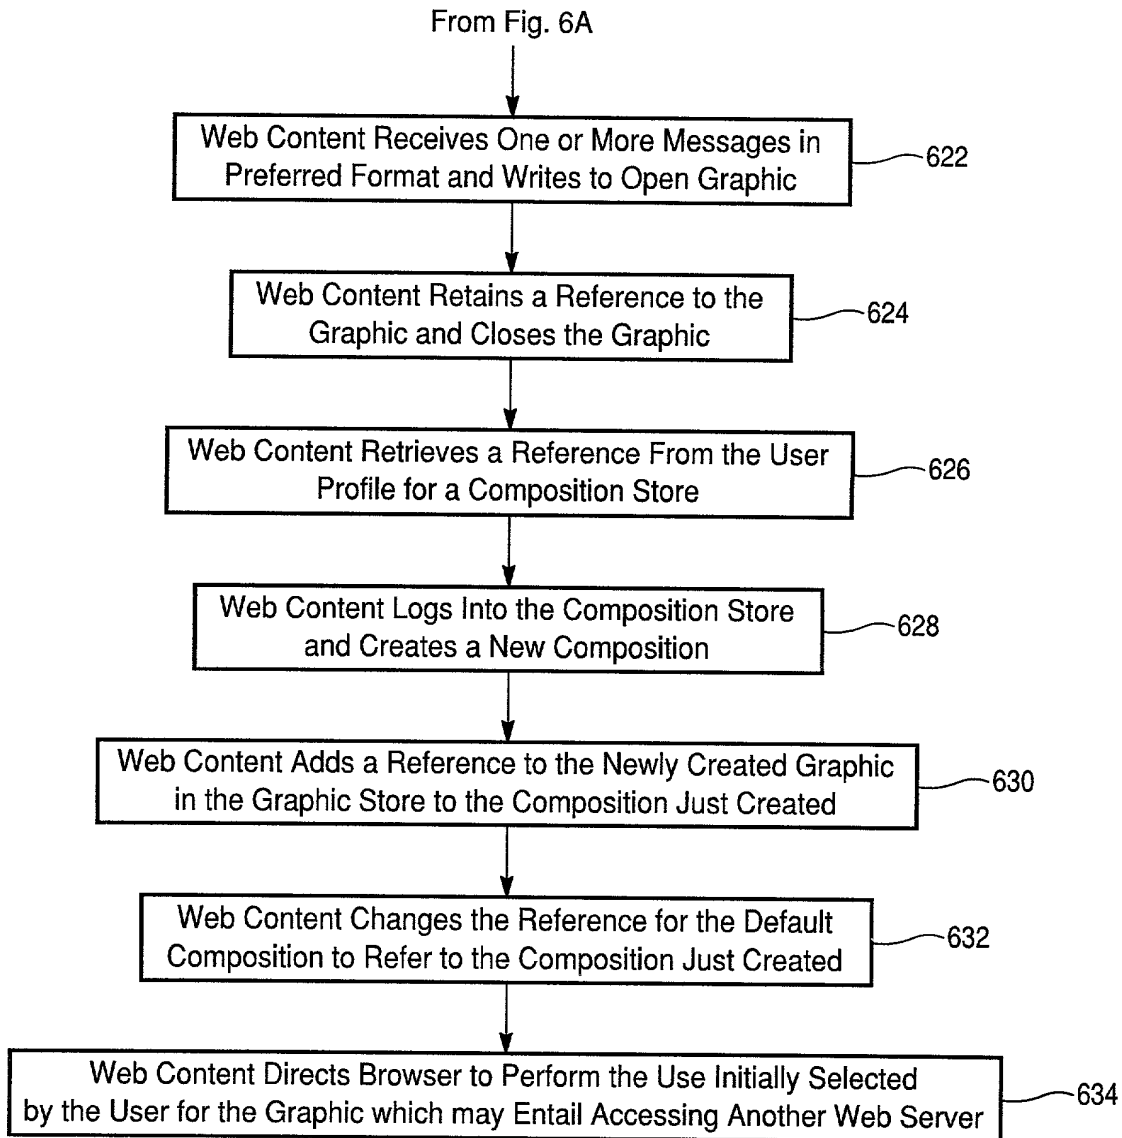 From Fig. 6A
Web Content Receives One or More Messages in
Preferred Format and Writes to Open Graphic
622
Web Content Retains a Reference to the
Graphic and Closes the Graphic
624
Web Content Retrieves a Reference From the User
Profile for a Composition Store
626
Web Content Logs Into the Composition Store
and Creates a New Composition
628
Web Content Adds a Reference to the Newly Created Graphic
in the Graphic Store to the Composition Just Created
630
Web Content Changes the Reference for the Default
Composition to Refer to the Composition Just Created
632
Web Content Directs Browser to Perform the Use Initially Selected
by the User for the Graphic which may Entail Accessing Another Web Server
634